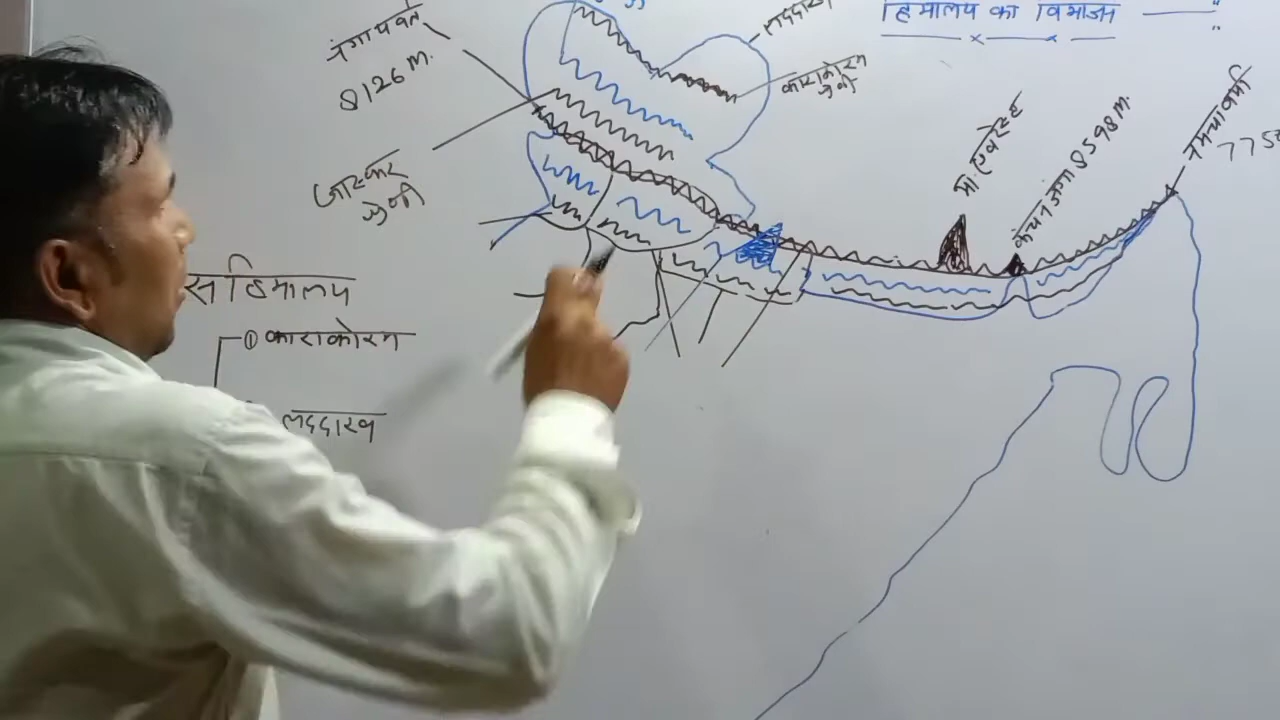 हिमालय का विभाजन
नंगा पर्वत
8126 m.
लद्दाख
काराकोरम
श्रेणी
जास्कर
श्रेणी
मा. एवरेस्ट
कंचनजंगा 8598 m.
नमचाबर्मा
775
स हिमालय
① काराकोरम
लद्दाख